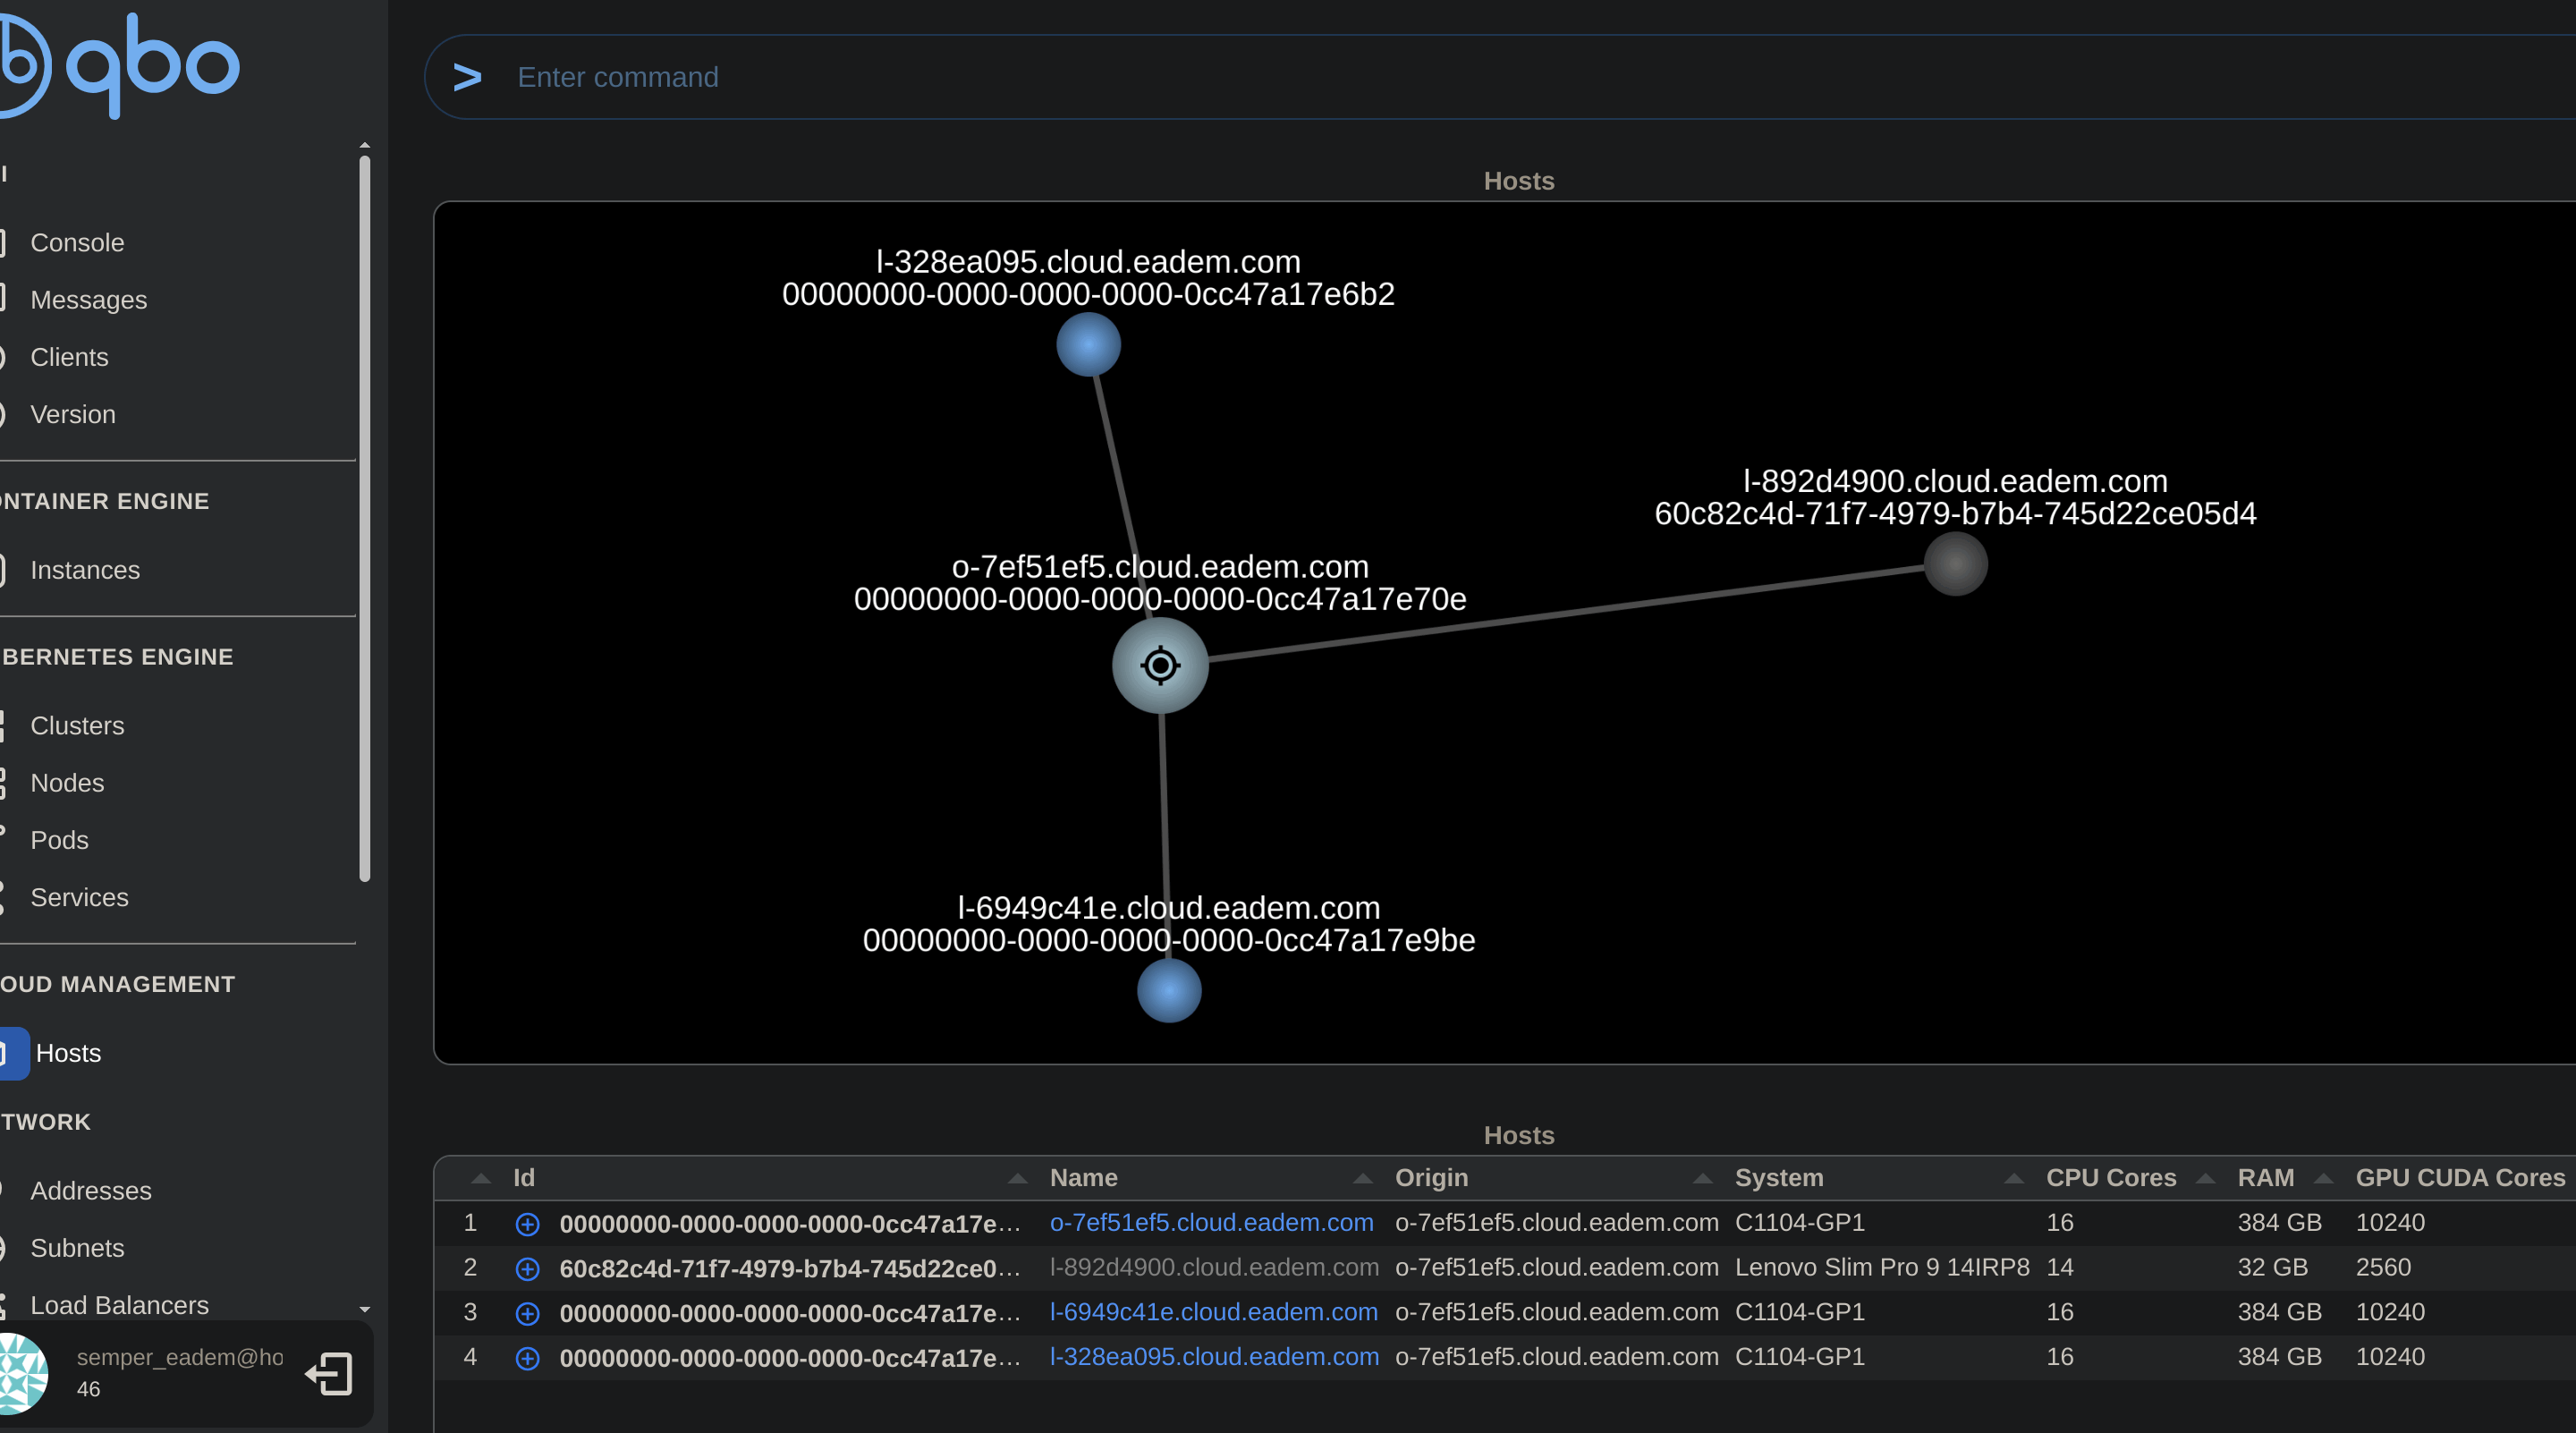 qbo
Console
Messages
Clients
Version
NTAINER ENGINE
Instances
BERNETES ENGINE
Clusters
Nodes
Pods
Services
OUD MANAGEMENT
Hosts
TWORK
Addresses
Subnets
Load Balancers
semper_eadem@ho
46
> Enter command
Hosts
l-328ea095.cloud.eadem.com
00000000-0000-0000-0000-0cc47a17e6b2
l-892d4900.cloud.eadem.com
60c82c4d-71f7-4979-b7b4-745d22ce05d4
o-7ef51ef5.cloud.eadem.com
00000000-0000-0000-0000-0cc47a17e70e
l-6949c41e.cloud.eadem.com
00000000-0000-0000-0000-0cc47a17e9be
Hosts
Id Name Origin System CPU Cores RAM GPU CUDA Cores
1 00000000-0000-0000-0000-0cc47a17e... o-7ef51ef5.cloud.eadem.com o-7ef51ef5.cloud.eadem.com C1104-GP1 16 384 GB 10240
2 60c82c4d-71f7-4979-b7b4-745d22ce0... l-892d4900.cloud.eadem.com o-7ef51ef5.cloud.eadem.com Lenovo Slim Pro 9 14IRP8 14 32 GB 2560
3 00000000-0000-0000-0000-0cc47a17e... l-6949c41e.cloud.eadem.com o-7ef51ef5.cloud.eadem.com C1104-GP1 16 384 GB 10240
4 00000000-0000-0000-0000-0cc47a17e... l-328ea095.cloud.eadem.com o-7ef51ef5.cloud.eadem.com C1104-GP1 16 384 GB 10240